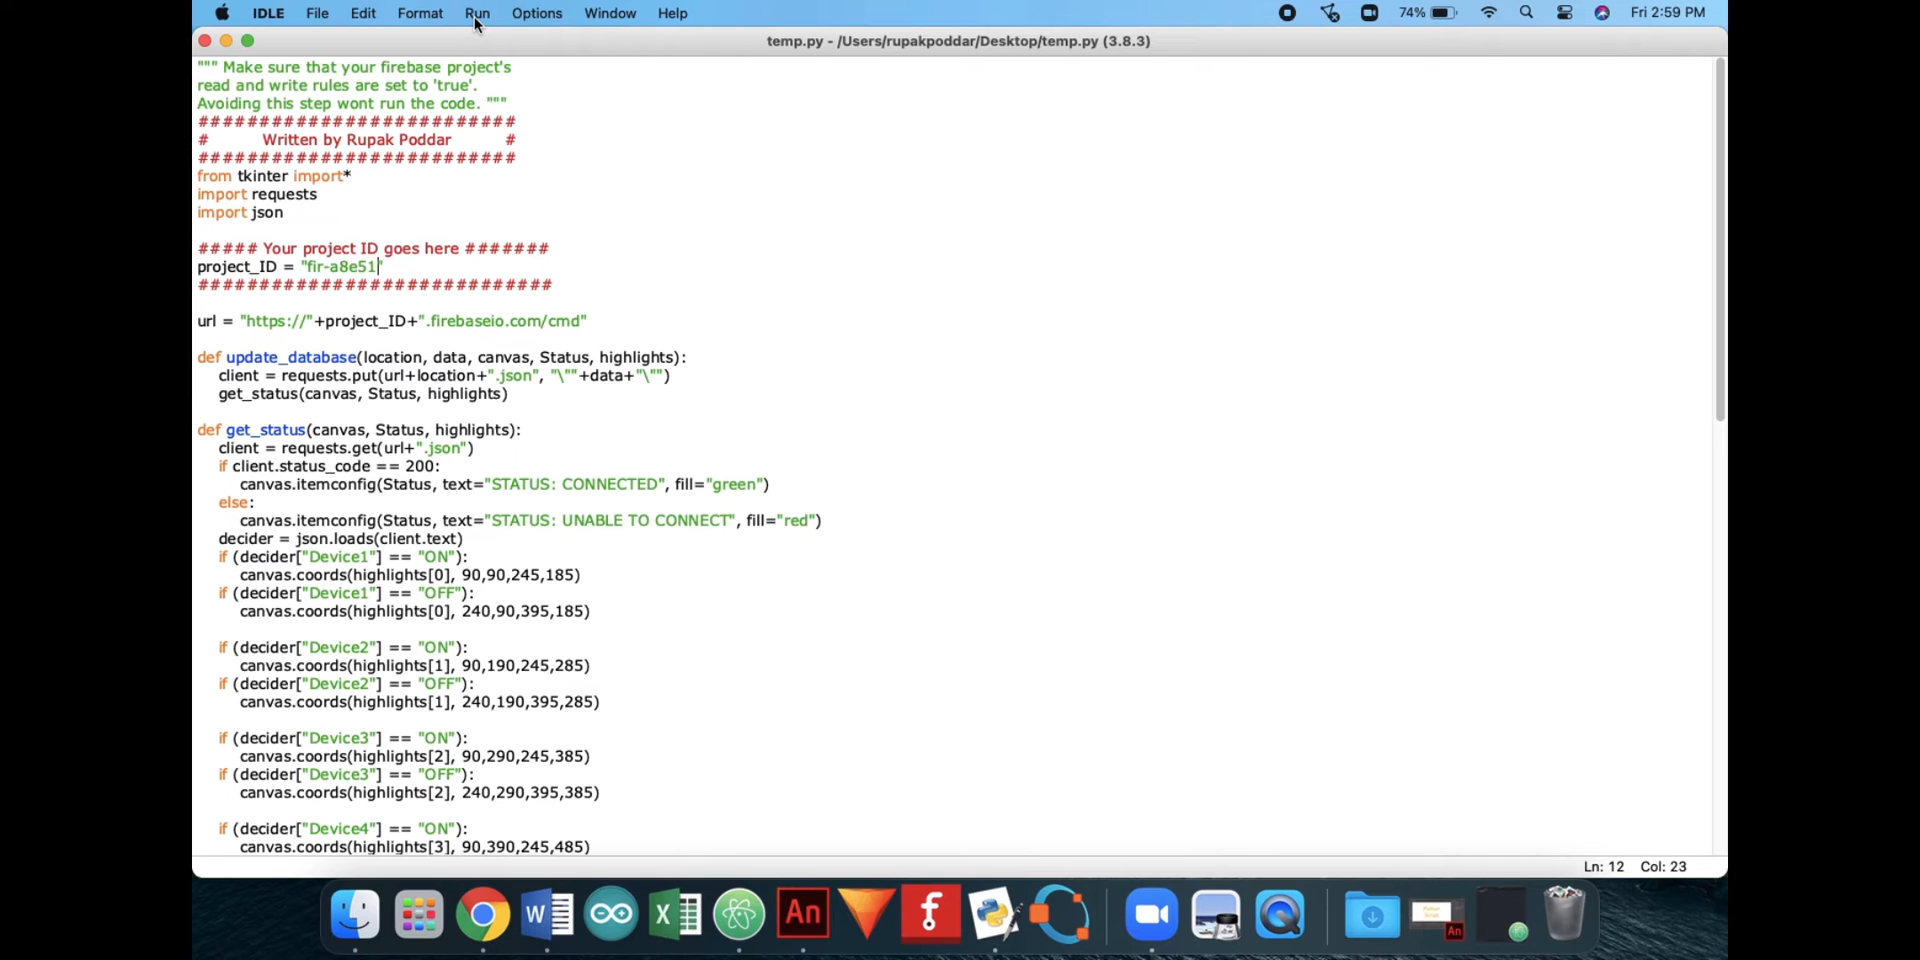 IDLE File Edit Format Run Options Window Help 74% Fri 2:59 PM
temp.py - /Users/rupakpoddar/Desktop/temp.py (3.8.3)
""" Make sure that your firebase project's
read and write rules are set to 'true'.
Avoiding this step wont run the code. """
##########################
# Written by Rupak Poddar #
##########################
from tkinter import*
import requests
import json
##### Your project ID goes here #######
project_ID = "fir-a8e51"
#############################
url = "https://"+project_ID+".firebaseio.com/cmd"
def update_database(location, data, canvas, Status, highlights):
    client = requests.put(url+location+".json", "\""+data+"\"")
    get_status(canvas, Status, highlights)
def get_status(canvas, Status, highlights):
    client = requests.get(url+".json")
    if client.status_code == 200:
        canvas.itemconfig(Status, text="STATUS: CONNECTED", fill="green")
    else:
        canvas.itemconfig(Status, text="STATUS: UNABLE TO CONNECT", fill="red")
    decider = json.loads(client.text)
    if (decider["Device1"] == "ON"):
        canvas.coords(highlights[0], 90,90,245,185)
    if (decider["Device1"] == "OFF"):
        canvas.coords(highlights[0], 240,90,395,185)
    if (decider["Device2"] == "ON"):
        canvas.coords(highlights[1], 90,190,245,285)
    if (decider["Device2"] == "OFF"):
        canvas.coords(highlights[1], 240,190,395,285)
    if (decider["Device3"] == "ON"):
        canvas.coords(highlights[2], 90,290,245,385)
    if (decider["Device3"] == "OFF"):
        canvas.coords(highlights[2], 240,290,395,385)
    if (decider["Device4"] == "ON"):
        canvas.coords(highlights[3], 90,390,245,485)
Ln: 12 Col: 23
W X An f An